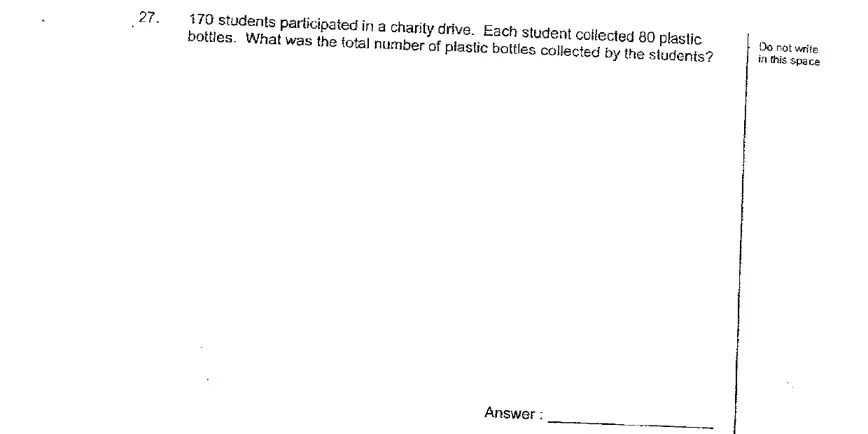 27. 170 students participated in a charity drive. Each student collected 80 plastic
bottles. What was the total number of plastic bottles collected by the students?
Do not write
in this space
Answer :